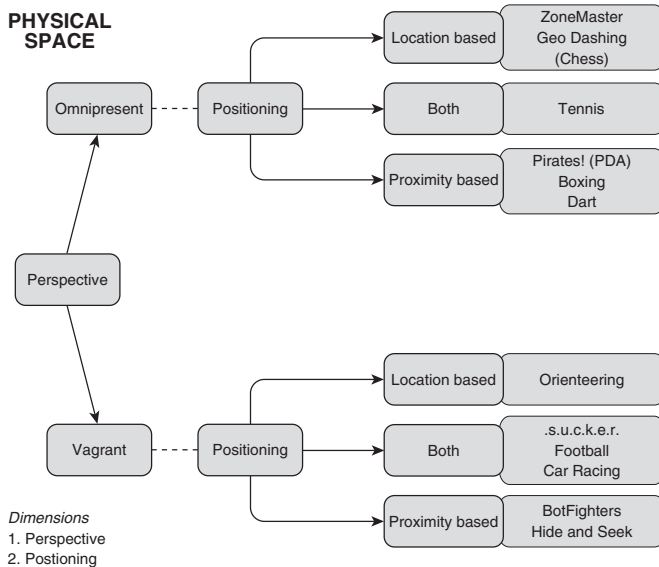 PHYSICAL
SPACE
Omnipresent
Positioning
Location based
ZoneMaster
Geo Dashing
(Chess)
Both
Tennis
Proximity based
Pirates! (PDA)
Boxing
Dart
Perspective
Vagrant
Positioning
Location based
Orienteering
Both
.s.u.c.k.e.r.
Football
Car Racing
Proximity based
BotFighters
Hide and Seek
Dimensions
1. Perspective
2. Postioning